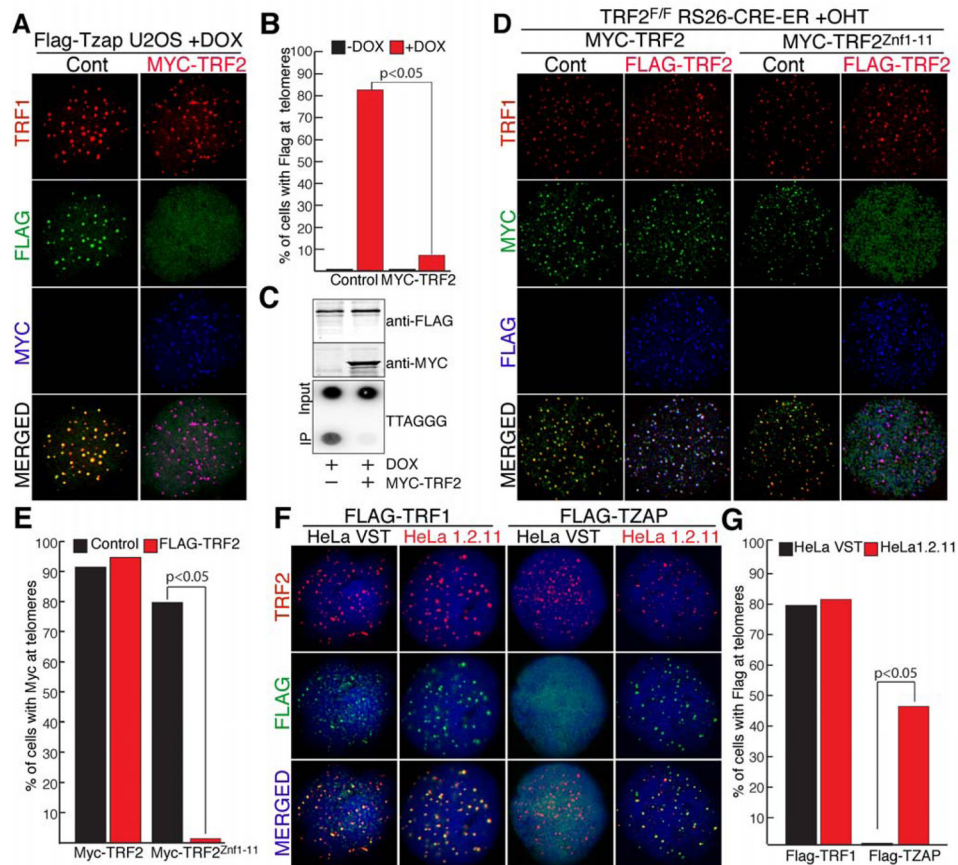 A
Flag-Tzap U2OS +DOX
Cont MYC-TRF2
TRF1
FLAG
MYC
MERGED
B
-DOX +DOX
p<0.05
% of cells with Flag at telomeres
100
90
80
70
60
50
40
30
20
10
Control MYC-TRF2
C
anti-FLAG
anti-MYC
Input
IP
TTAGGG
+ + DOX
− + MYC-TRF2
D
TRF2F/F RS26-CRE-ER +OHT
MYC-TRF2 MYC-TRF2Znf1-11
Cont FLAG-TRF2 Cont FLAG-TRF2
TRF1
MYC
FLAG
MERGED
E
Control FLAG-TRF2
p<0.05
% of cells with Myc at telomeres
100
90
80
70
60
50
40
30
20
10
Myc-TRF2 Myc-TRF2Znf1-11
F
FLAG-TRF1 FLAG-TZAP
HeLa VST HeLa 1.2.11 HeLa VST HeLa 1.2.11
TRF2
FLAG
MERGED
G
HeLa VST HeLa1.2.11
p<0.05
% of cells with Flag at telomeres
100
90
80
70
60
50
40
30
20
10
Flag-TRF1 Flag-TZAP